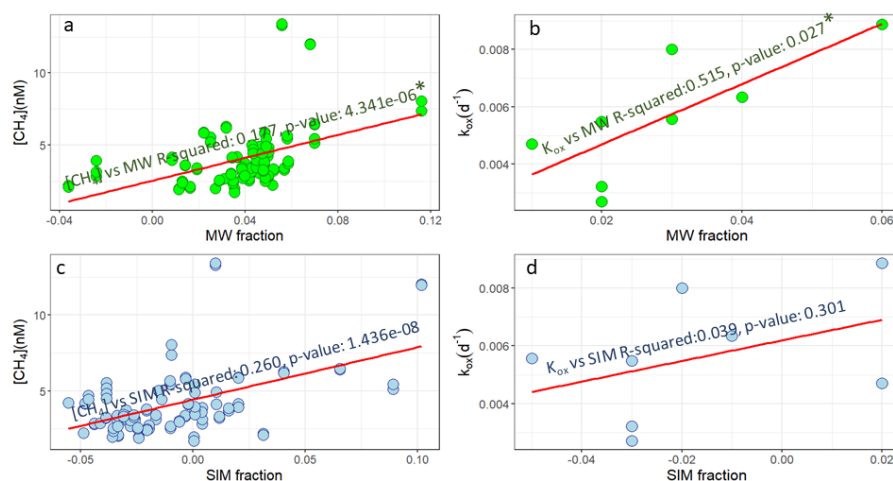 a
[CH₄](nM)
10
5
[CH₄] vs MW R-squared: 0.177, p-value: 4.341e-06*
-0.04 0.00 0.04 0.08 0.12
MW fraction
b
kox(d⁻¹)
0.008
0.006
0.004
Kox vs MW R-squared:0.515, p-value: 0.027*
0.02 0.04 0.06
MW fraction
c
[CH₄](nM)
10
5
[CH₄] vs SIM R-squared: 0.260, p-value: 1.436e-08
-0.05 0.00 0.05 0.10
SIM fraction
d
kox(d⁻¹)
0.008
0.006
0.004
Kox vs SIM R-squared:0.039, p-value: 0.301
-0.04 -0.02 0.00 0.02
SIM fraction